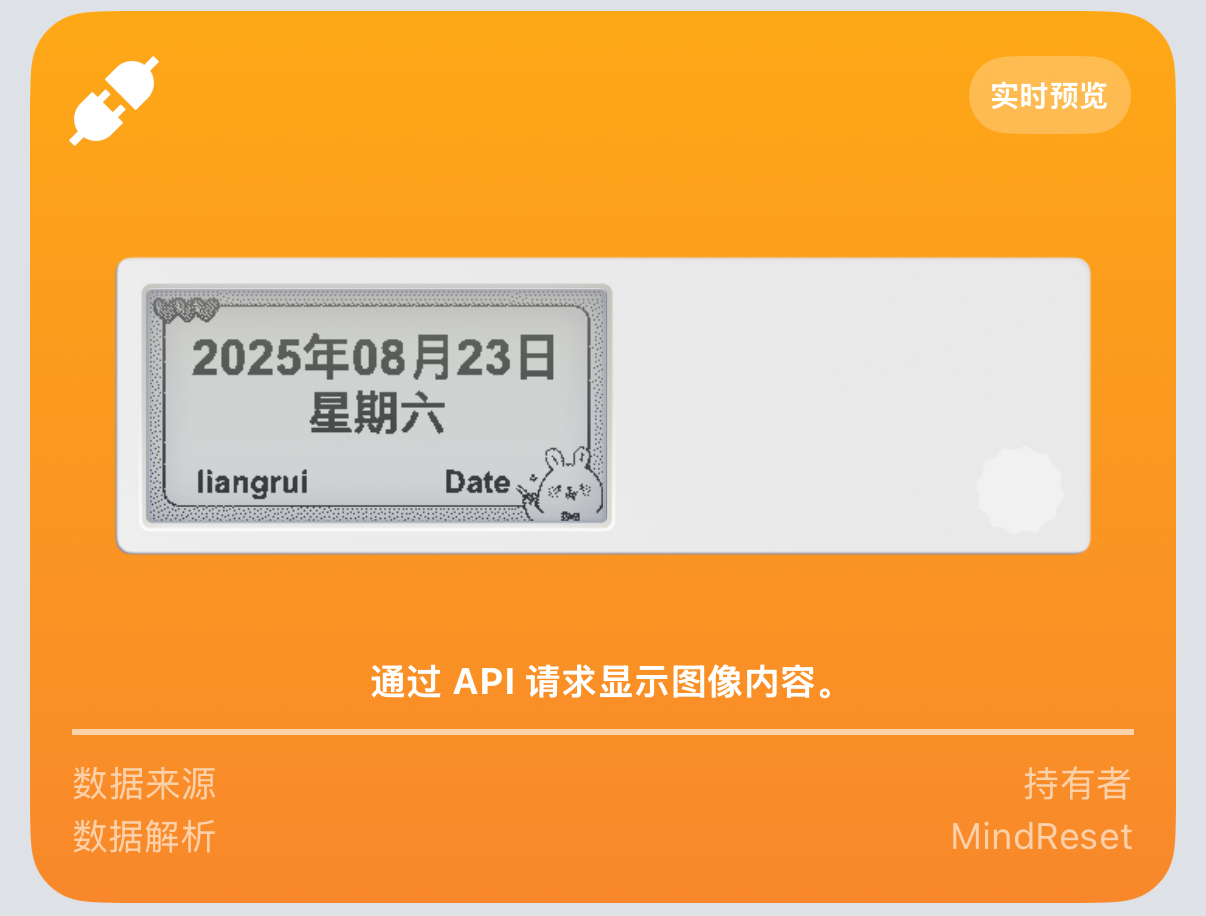 实时预览
2025年08月23日
星期六
liangrui Date
通过 API 请求显示图像内容。
数据来源 持有者
数据解析 MindReset